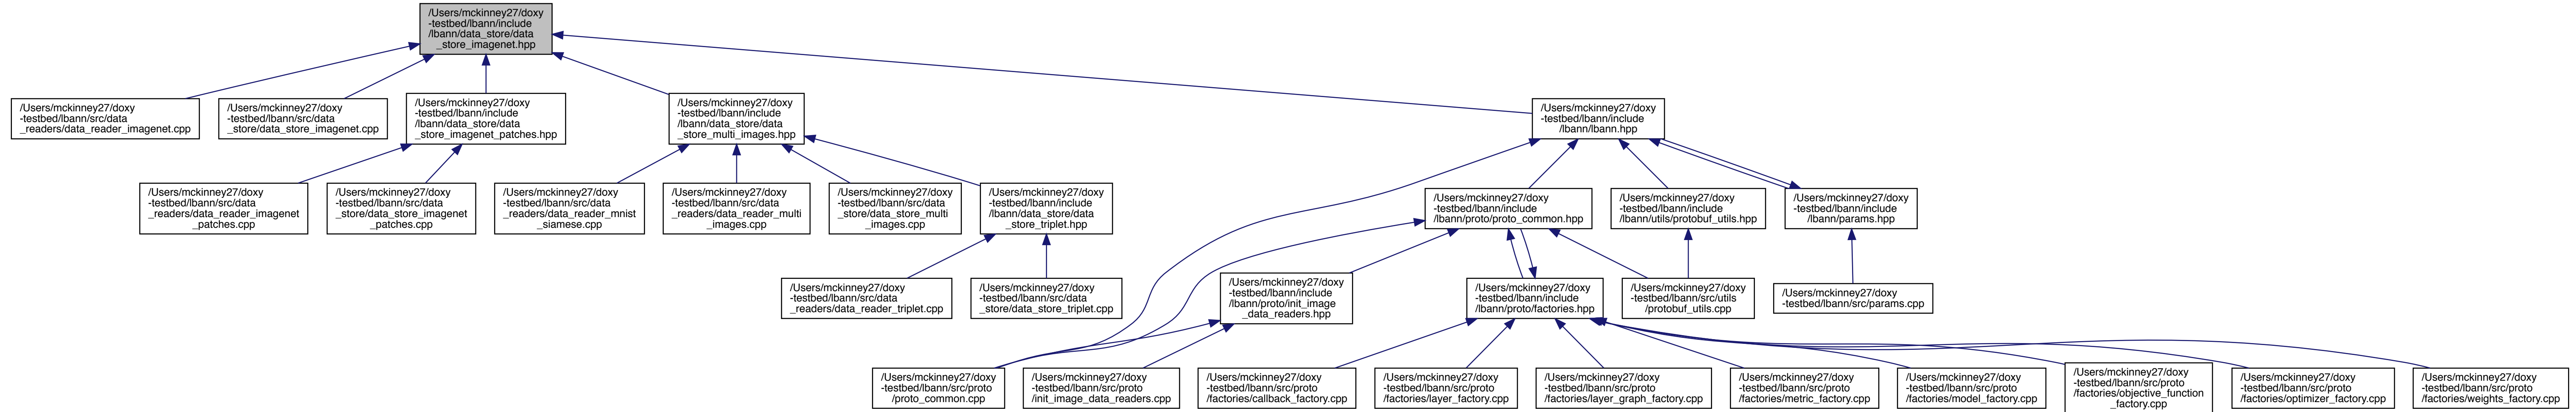 /Users/mckinney27/doxy
-testbed/lbann/include
/lbann/data_store/data
_store_imagenet.hpp
/Users/mckinney27/doxy
-testbed/lbann/src/data
_readers/data_reader_imagenet.cpp
/Users/mckinney27/doxy
-testbed/lbann/src/data
_store/data_store_imagenet.cpp
/Users/mckinney27/doxy
-testbed/lbann/include
/lbann/data_store/data
_store_imagenet_patches.hpp
/Users/mckinney27/doxy
-testbed/lbann/include
/lbann/data_store/data
_store_multi_images.hpp
/Users/mckinney27/doxy
-testbed/lbann/include
/lbann/lbann.hpp
/Users/mckinney27/doxy
-testbed/lbann/src/data
_readers/data_reader_imagenet
_patches.cpp
/Users/mckinney27/doxy
-testbed/lbann/src/data
_store/data_store_imagenet
_patches.cpp
/Users/mckinney27/doxy
-testbed/lbann/src/data
_readers/data_reader_mnist
_siamese.cpp
/Users/mckinney27/doxy
-testbed/lbann/src/data
_readers/data_reader_multi
_images.cpp
/Users/mckinney27/doxy
-testbed/lbann/src/data
_store/data_store_multi
_images.cpp
/Users/mckinney27/doxy
-testbed/lbann/include
/lbann/data_store/data
_store_triplet.hpp
/Users/mckinney27/doxy
-testbed/lbann/include
/lbann/proto/proto_common.hpp
/Users/mckinney27/doxy
-testbed/lbann/include
/lbann/utils/protobuf_utils.hpp
/Users/mckinney27/doxy
-testbed/lbann/include
/lbann/params.hpp
/Users/mckinney27/doxy
-testbed/lbann/src/data
_readers/data_reader_triplet.cpp
/Users/mckinney27/doxy
-testbed/lbann/src/data
_store/data_store_triplet.cpp
/Users/mckinney27/doxy
-testbed/lbann/include
/lbann/proto/init_image
_data_readers.hpp
/Users/mckinney27/doxy
-testbed/lbann/include
/lbann/proto/factories.hpp
/Users/mckinney27/doxy
-testbed/lbann/src/utils
/protobuf_utils.cpp
/Users/mckinney27/doxy
-testbed/lbann/src/params.cpp
/Users/mckinney27/doxy
-testbed/lbann/src/proto
/proto_common.cpp
/Users/mckinney27/doxy
-testbed/lbann/src/proto
/init_image_data_readers.cpp
/Users/mckinney27/doxy
-testbed/lbann/src/proto
/factories/callback_factory.cpp
/Users/mckinney27/doxy
-testbed/lbann/src/proto
/factories/layer_factory.cpp
/Users/mckinney27/doxy
-testbed/lbann/src/proto
/factories/layer_graph_factory.cpp
/Users/mckinney27/doxy
-testbed/lbann/src/proto
/factories/metric_factory.cpp
/Users/mckinney27/doxy
-testbed/lbann/src/proto
/factories/model_factory.cpp
/Users/mckinney27/doxy
-testbed/lbann/src/proto
/factories/objective_function
_factory.cpp
/Users/mckinney27/doxy
-testbed/lbann/src/proto
/factories/optimizer_factory.cpp
/Users/mckinney27/doxy
-testbed/lbann/src/proto
/factories/weights_factory.cpp